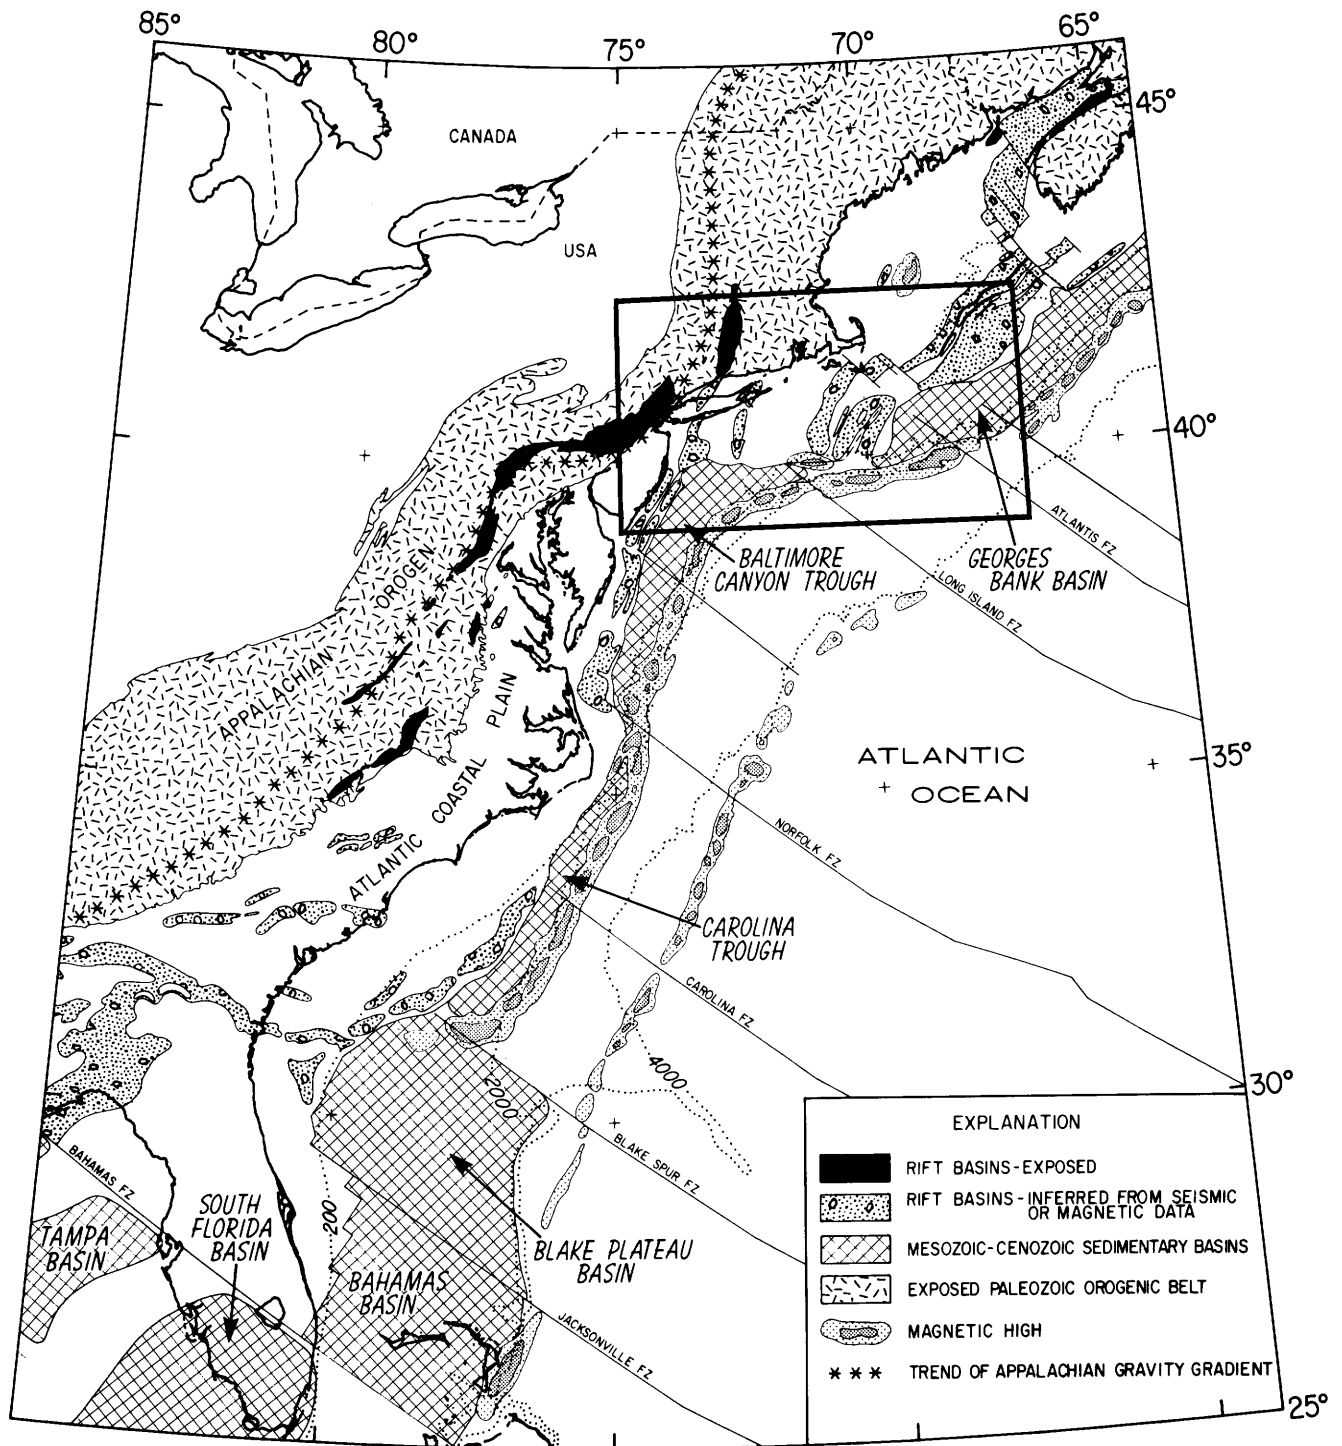 85°
80°
75°
70°
65°
45°
CANADA
USA
40°
ATLANTIS FZ
GEORGES
BANK BASIN
BALTIMORE
CANYON TROUGH
LONG ISLAND FZ
APPALACHIAN OROGEN
ATLANTIC COASTAL PLAIN
ATLANTIC
OCEAN
35°
NORFOLK FZ
CAROLINA
TROUGH
CAROLINA FZ
4000
2000
30°
BLAKE SPUR FZ
BAHAMAS FZ
SOUTH
FLORIDA
BASIN
200
TAMPA
BASIN
BLAKE PLATEAU
BASIN
BAHAMAS
BASIN
JACKSONVILLE FZ
EXPLANATION
RIFT BASINS-EXPOSED
RIFT BASINS-INFERRED FROM SEISMIC
OR MAGNETIC DATA
MESOZOIC-CENOZOIC SEDIMENTARY BASINS
EXPOSED PALEOZOIC OROGENIC BELT
MAGNETIC HIGH
TREND OF APPALACHIAN GRAVITY GRADIENT
25°